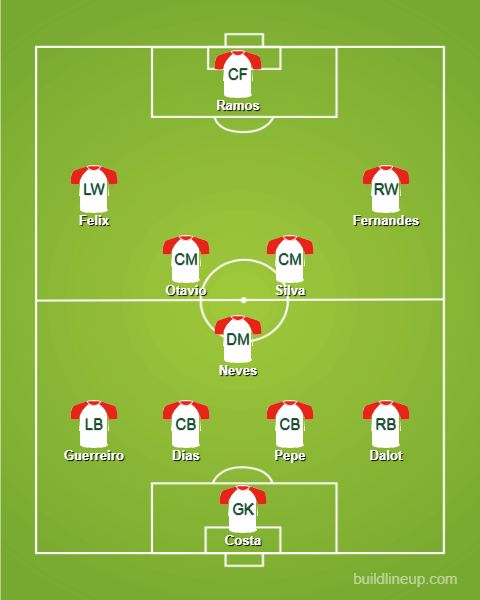 CF
Ramos
LW
RW
Felix
Fernandes
CM
CM
Otavio
Silva
DM
Neves
LB
CB
CB
RB
Guerreiro
Dias
Pepe
Dalot
GK
Costa
buildlineup.com